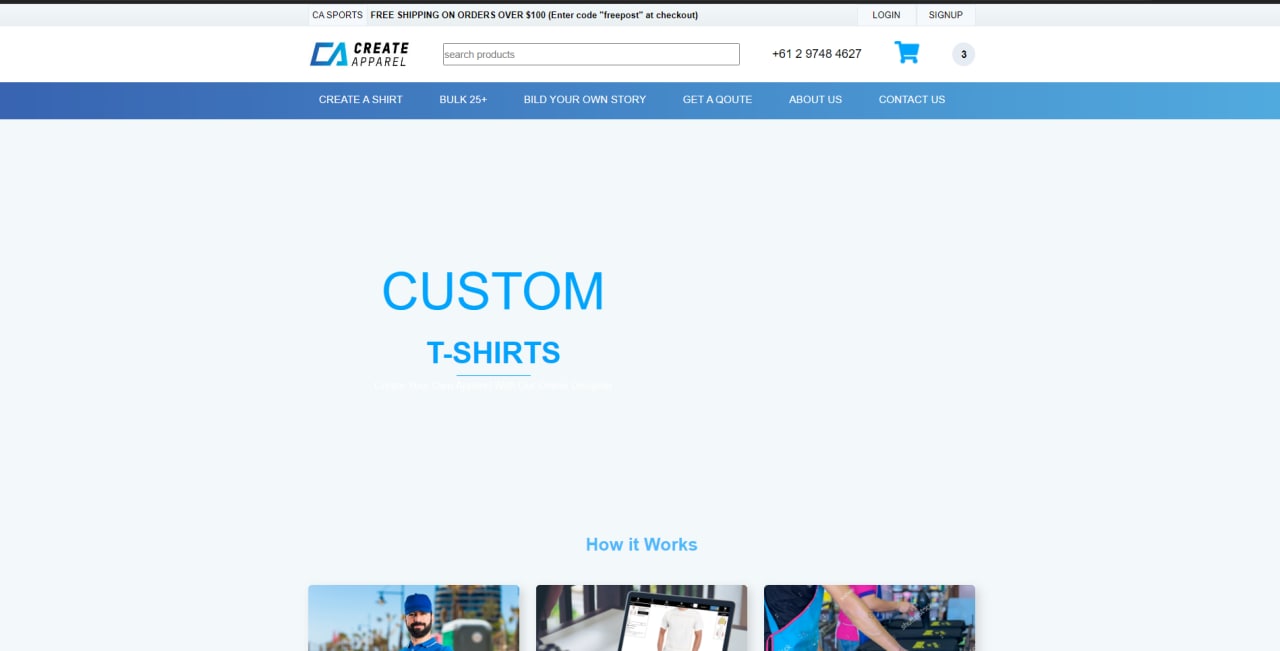 CA SPORTS FREE SHIPPING ON ORDERS OVER $100 (Enter code "freepost" at checkout) LOGIN SIGNUP
CA CREATE APPAREL
search products
+61 2 9748 4627
3
CREATE A SHIRT BULK 25+ BILD YOUR OWN STORY GET A QOUTE ABOUT US CONTACT US
CUSTOM
T-SHIRTS
Create Your Own Apparel With Our Online Designer
How it Works